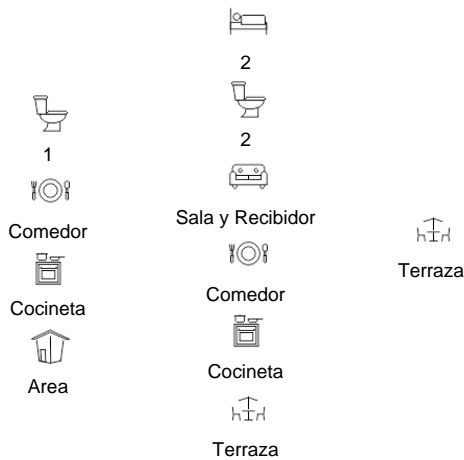 1
Comedor
Cocineta
Area
2
2
Sala y Recibidor
Comedor
Cocineta
Terraza
Terraza